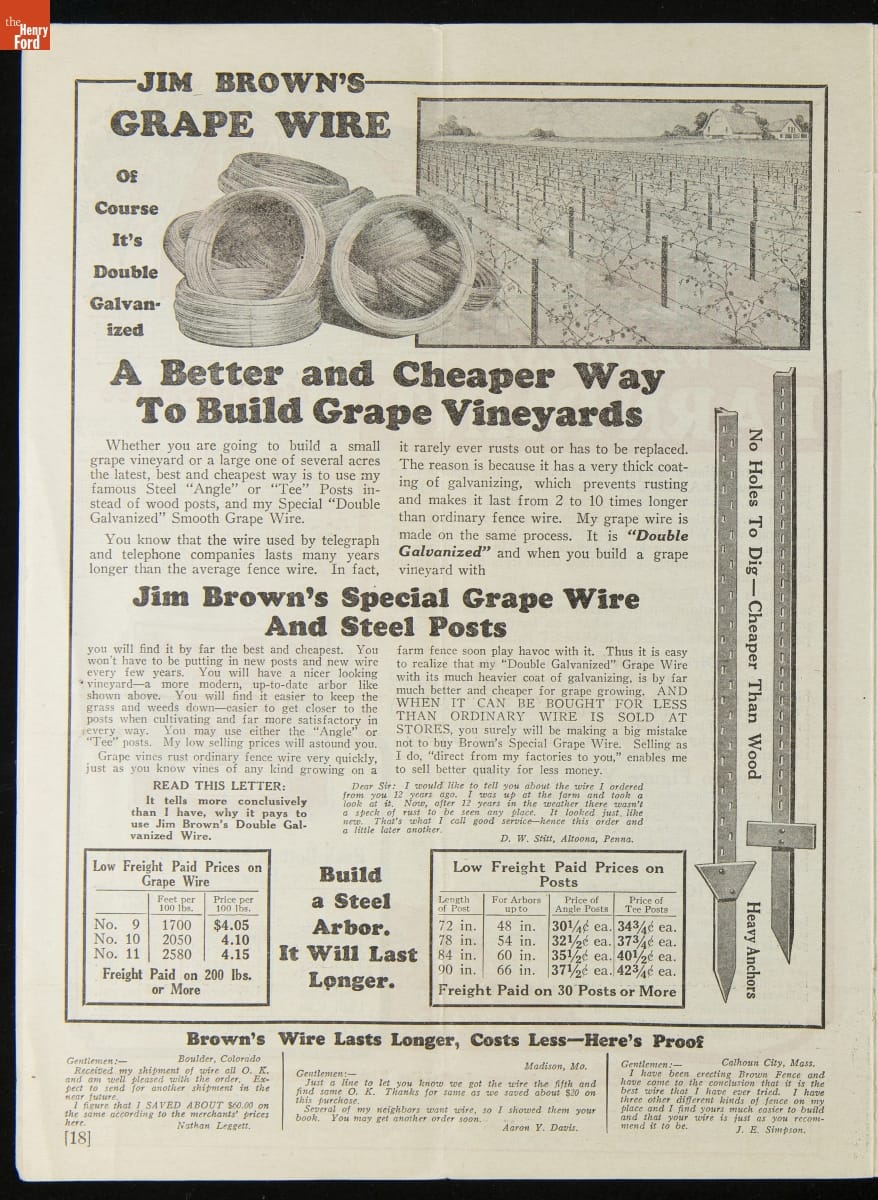 the
Henry
Ford
JIM BROWN'S
GRAPE WIRE
Of
Course
It's
Double
Galvan-
ized
A Better and Cheaper Way
To Build Grape Vineyards
Whether you are going to build a small
grape vineyard or a large one of several acres
the latest, best and cheapest way is to use my
famous Steel "Angle" or "Tee" Posts in-
stead of wood posts, and my Special "Double
Galvanized" Smooth Grape Wire.
You know that the wire used by telegraph
and telephone companies lasts many years
longer than the average fence wire. In fact,
it rarely ever rusts out or has to be replaced.
The reason is because it has a very thick coat-
ing of galvanizing, which prevents rusting
and makes it last from 2 to 10 times longer
than ordinary fence wire. My grape wire is
made on the same process. It is "Double
Galvanized" and when you build a grape
vineyard with
Jim Brown's Special Grape Wire
And Steel Posts
you will find it by far the best and cheapest. You
won't have to be putting in new posts and new wire
every few years. You will have a nicer looking
vineyard—a more modern, up-to-date arbor like
shown above. You will find it easier to keep the
grass and weeds down—easier to get closer to the
posts when cultivating and far more satisfactory in
every way. You may use either the "Angle" or
"Tee" posts. My low selling prices will astound you.
Grape vines rust ordinary fence wire very quickly,
just as you know vines of any kind growing on a
farm fence soon play havoc with it. Thus it is easy
to realize that my "Double Galvanized" Grape Wire
with its much heavier coat of galvanizing, is by far
much better and cheaper for grape growing. AND
WHEN IT CAN BE BOUGHT FOR LESS
THAN ORDINARY WIRE IS SOLD AT
STORES, you surely will be making a big mistake
not to buy Brown's Special Grape Wire. Selling as
I do, "direct from my factories to you," enables me
to sell better quality for less money.
READ THIS LETTER:
It tells more conclusively
than I have, why it pays to
use Jim Brown's Double Gal-
vanized Wire.
Dear Sir: I would like to tell you about the wire I ordered
from you 12 years ago. I was up at the farm and took a
look at it. Now, after 12 years in the weather there wasn't
a speck of rust to be seen any place. It looked just like
new. That's what I call good service—hence this order and
a little later another.
D. W. Stitt, Altoona, Penna.
No Holes To Dig—Cheaper Than Wood
Heavy Anchors
Low Freight Paid Prices on
Grape Wire
Feet per 100 lbs. Price per 100 lbs.
No. 9 1700 $4.05
No. 10 2050 4.10
No. 11 2580 4.15
Freight Paid on 200 lbs.
or More
Build
a Steel
Arbor.
It Will Last
Longer.
Low Freight Paid Prices on
Posts
Length of Post For Arbors up to Price of Angle Posts Price of Tee Posts
72 in. 48 in. 30¼¢ ea. 34¾¢ ea.
78 in. 54 in. 32½¢ ea. 37¾¢ ea.
84 in. 60 in. 35½¢ ea. 40½¢ ea.
90 in. 66 in. 37½¢ ea. 42¾¢ ea.
Freight Paid on 30 Posts or More
Brown's Wire Lasts Longer, Costs Less—Here's Proof
Gentlemen:— Boulder, Colorado
Received my shipment of wire all O. K.
and am well pleased with the order. Ex-
pect to send for another shipment in the
near future.
I figure that I SAVED ABOUT $60.00 on
the same according to the merchants' prices
here. Nathan Leggett.
Madison, Mo.
Gentlemen:—
Just a line to let you know we got the wire the fifth and
find same O. K. Thanks for same as we saved about $20 on
this purchase.
Several of my neighbors want wire, so I showed them your
book. You may get another order soon.
Aaron Y. Davis.
Gentlemen:— Calhoun City, Mass.
I have been erecting Brown Fence and
have come to the conclusion that it is the
best wire that I have ever tried. I have
three other different kinds of fence on my
place and I find yours much easier to build
and that your wire is just as you recom-
mend it to be. J. E. Simpson.
[18]